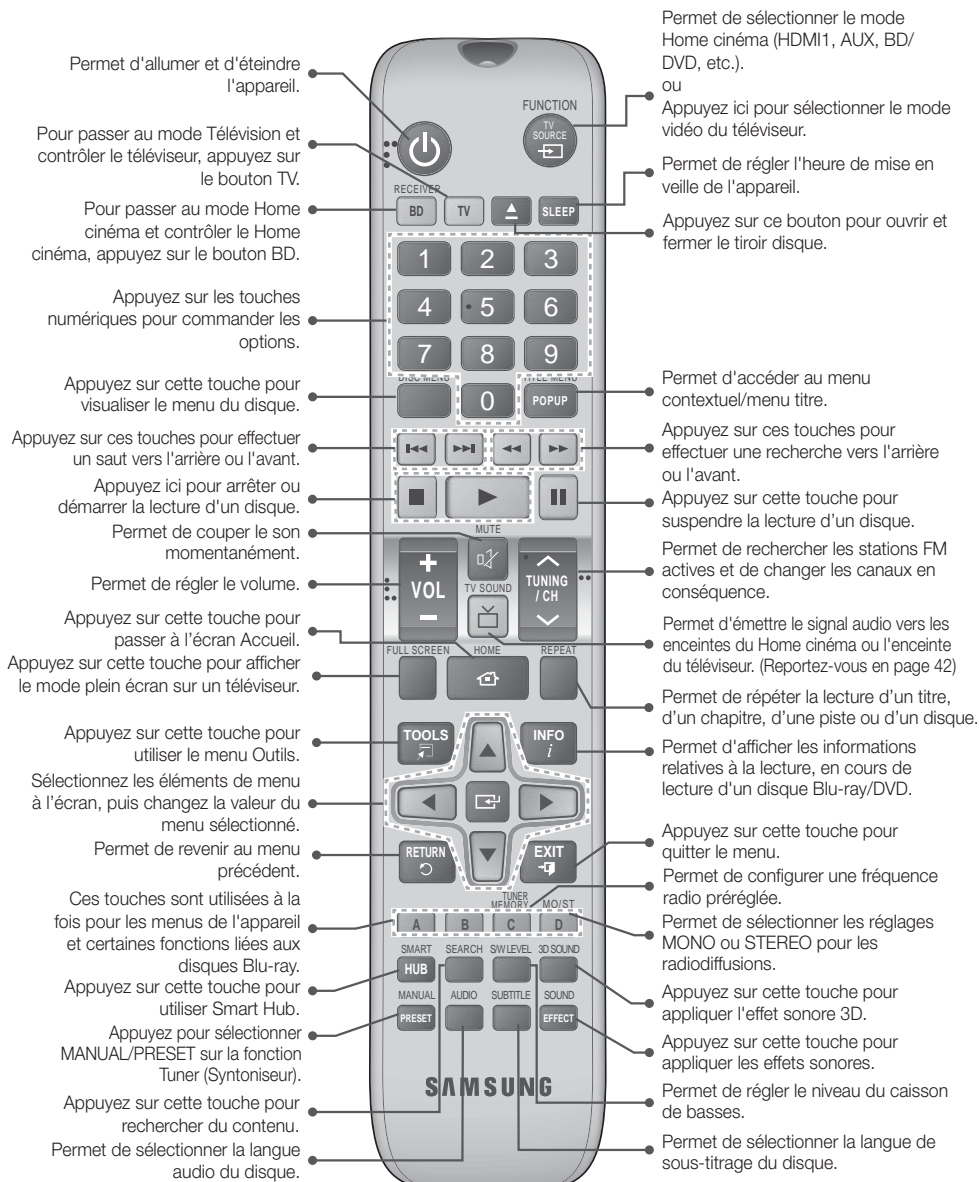 Permet d'allumer et d'éteindre
l'appareil.
Pour passer au mode Télévision et
contrôler le téléviseur, appuyez sur
le bouton TV.
Pour passer au mode Home
cinéma et contrôler le Home
cinéma, appuyez sur le bouton BD.
Appuyez sur les touches
numériques pour commander les
options.
Appuyez sur cette touche pour
visualiser le menu du disque.
Appuyez sur ces touches pour effectuer
un saut vers l'arrière ou l'avant.
Appuyez ici pour arrêter ou
démarrer la lecture d'un disque.
Permet de couper le son
momentanément.
Permet de régler le volume.
Appuyez sur cette touche pour
passer à l'écran Accueil.
Appuyez sur cette touche pour afficher
le mode plein écran sur un téléviseur.
Appuyez sur cette touche pour
utiliser le menu Outils.
Sélectionnez les éléments de menu
à l'écran, puis changez la valeur du
menu sélectionné.
Permet de revenir au menu
précédent.
Ces touches sont utilisées à la
fois pour les menus de l'appareil
et certaines fonctions liées aux
disques Blu-ray.
Appuyez sur cette touche pour
utiliser Smart Hub.
Appuyez pour sélectionner
MANUAL/PRESET sur la fonction
Tuner (Syntoniseur).
Appuyez sur cette touche pour
rechercher du contenu.
Permet de sélectionner la langue
audio du disque.
FUNCTION
TV
SOURCE
RECEIVER
BD
TV
SLEEP
1 2 3
4 5 6
7 8 9
DISC MENU
0
TITLE MENU
POPUP
MUTE
+
VOL
-
TV SOUND
TUNING
/ CH
FULL SCREEN
HOME
REPEAT
TOOLS
INFO
i
RETURN
EXIT
TUNER
MEMORY
MO/ST
A B C D
SMART
HUB
SEARCH
S/W LEVEL
3D SOUND
MANUAL
PRESET
AUDIO
SUBTITLE
SOUND
EFFECT
SAMSUNG
Permet de sélectionner le mode
Home cinéma (HDMI1, AUX, BD/
DVD, etc.).
ou
Appuyez ici pour sélectionner le mode
vidéo du téléviseur.
Permet de régler l'heure de mise en
veille de l'appareil.
Appuyez sur ce bouton pour ouvrir et
fermer le tiroir disque.
Permet d'accéder au menu
contextuel/menu titre.
Appuyez sur ces touches pour
effectuer une recherche vers l'arrière
ou l'avant.
Appuyez sur cette touche pour
suspendre la lecture d’un disque.
Permet de rechercher les stations FM
actives et de changer les canaux en
conséquence.
Permet d'émettre le signal audio vers les
enceintes du Home cinéma ou l'enceinte
du téléviseur. (Reportez-vous en page 42)
Permet de répéter la lecture d’un titre,
d’un chapitre, d’une piste ou d’un disque.
Permet d'afficher les informations
relatives à la lecture, en cours de
lecture d'un disque Blu-ray/DVD.
Appuyez sur cette touche pour
quitter le menu.
Permet de configurer une fréquence
radio préréglée.
Permet de sélectionner les réglages
MONO ou STEREO pour les
radiodiffusions.
Appuyez sur cette touche pour
appliquer l'effet sonore 3D.
Appuyez sur cette touche pour
appliquer les effets sonores.
Permet de régler le niveau du caisson
de basses.
Permet de sélectionner la langue de
sous-titrage du disque.